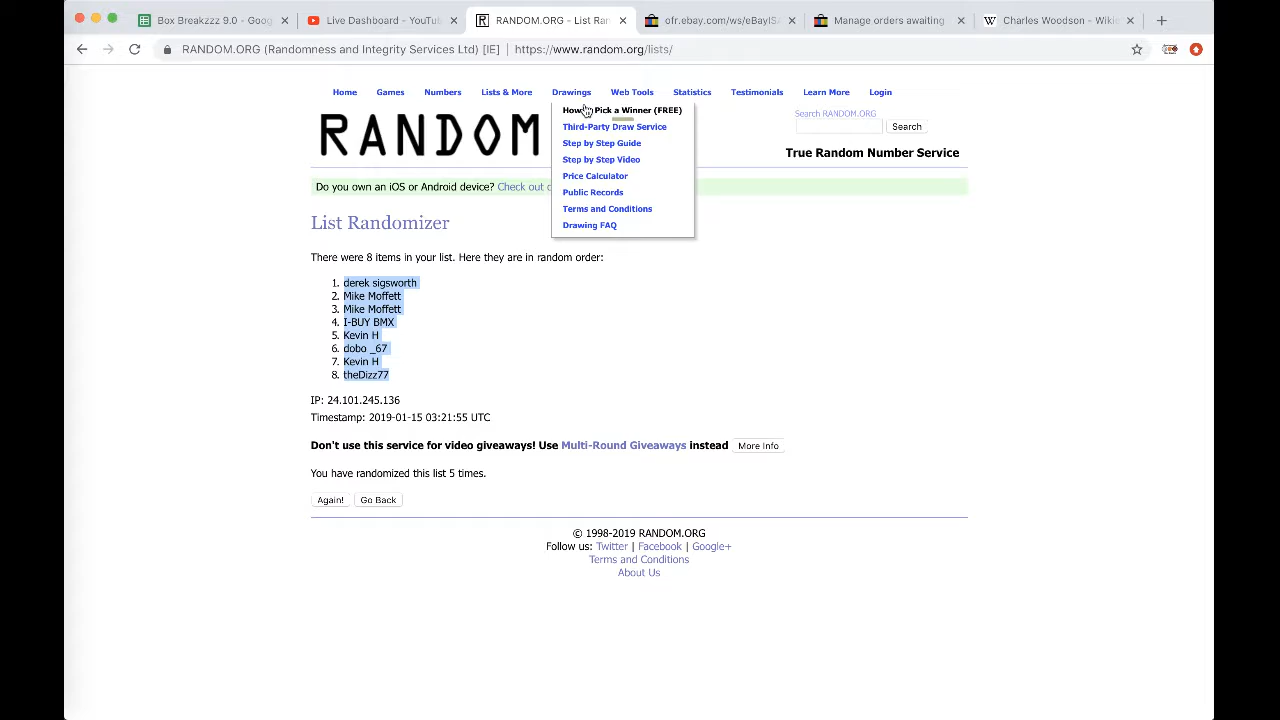 Box Breakzzz 9.0 - Goog
Live Dashboard - YouTu
RANDOM.ORG - List Ran
ofr.ebay.com/ws/eBayISA
Manage orders awaiting
Charles Woodson - Wikip
RANDOM.ORG (Randomness and Integrity Services Ltd) [IE] | https://www.random.org/lists/
Home Games Numbers Lists & More Drawings Web Tools Statistics Testimonials Learn More Login
Pick a Winner (FREE)
Third-Party Draw Service
Step by Step Guide
Step by Step Video
Price Calculator
Public Records
Terms and Conditions
Drawing FAQ
RANDOM
Search RANDOM.ORG
Search
True Random Number Service
Do you own an iOS or Android device? Check out
List Randomizer
There were 8 items in your list. Here they are in random order:
1. derek sigsworth
2. Mike Moffett
3. Mike Moffett
4. I-BUY BMX
5. Kevin H
6. dobo _67
7. Kevin H
8. theDizz77
IP: 24.101.245.136
Timestamp: 2019-01-15 03:21:55 UTC
Don't use this service for video giveaways! Use Multi-Round Giveaways instead More Info
You have randomized this list 5 times.
Again! Go Back
© 1998-2019 RANDOM.ORG
Follow us: Twitter | Facebook | Google+
Terms and Conditions
About Us